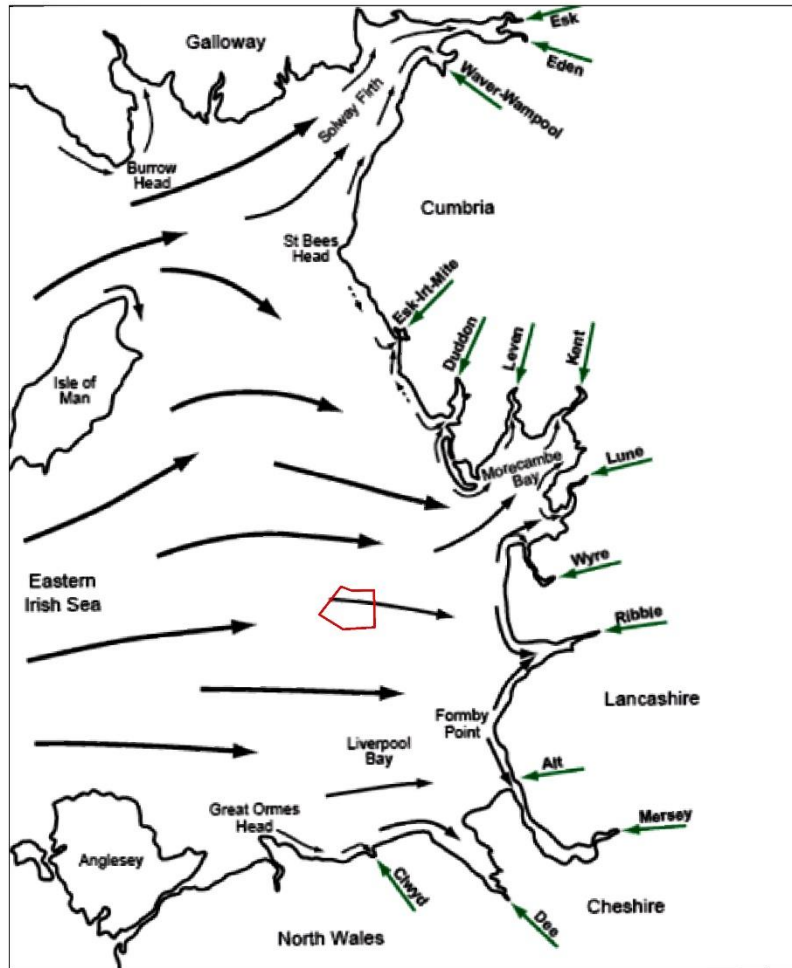 Esk
Galloway
Eden
Waver-Wampool
Solway Firth
Burrow
Head
Cumbria
St Bees
Head
Esk-Irt-Mite
Duddon
Leven
Kent
Isle of
Man
Morecambe
Bay
Lune
Wyre
Eastern
Irish Sea
Ribble
Lancashire
Formby
Point
Liverpool
Bay
Alt
Great Ormes
Head
Mersey
Anglesey
Clwyd
Dee
Cheshire
North Wales